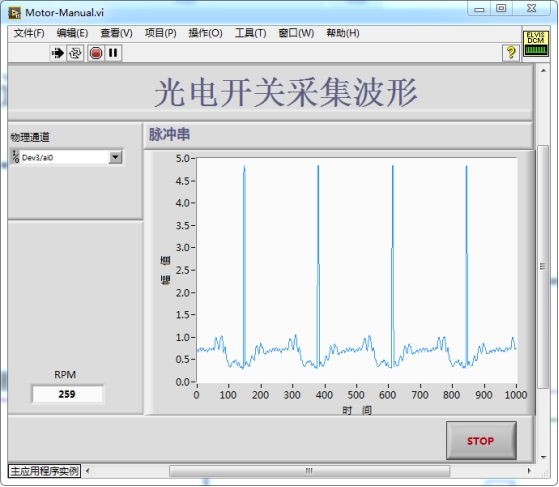 Motor-Manual.vi
文件(F) 编辑(E) 查看(V) 项目(P) 操作(O) 工具(T) 窗口(W) 帮助(H)
ELVIS
DCM
光电开关采集波形
物理通道
Dev3/ai0
脉冲串
5.0
4.5
4.0
3.5
3.0
2.5
2.0
1.5
1.0
0.5
0.0
幅 值
0 100 200 300 400 500 600 700 800 900 1000
时 间
RPM
259
STOP
主应用程序实例